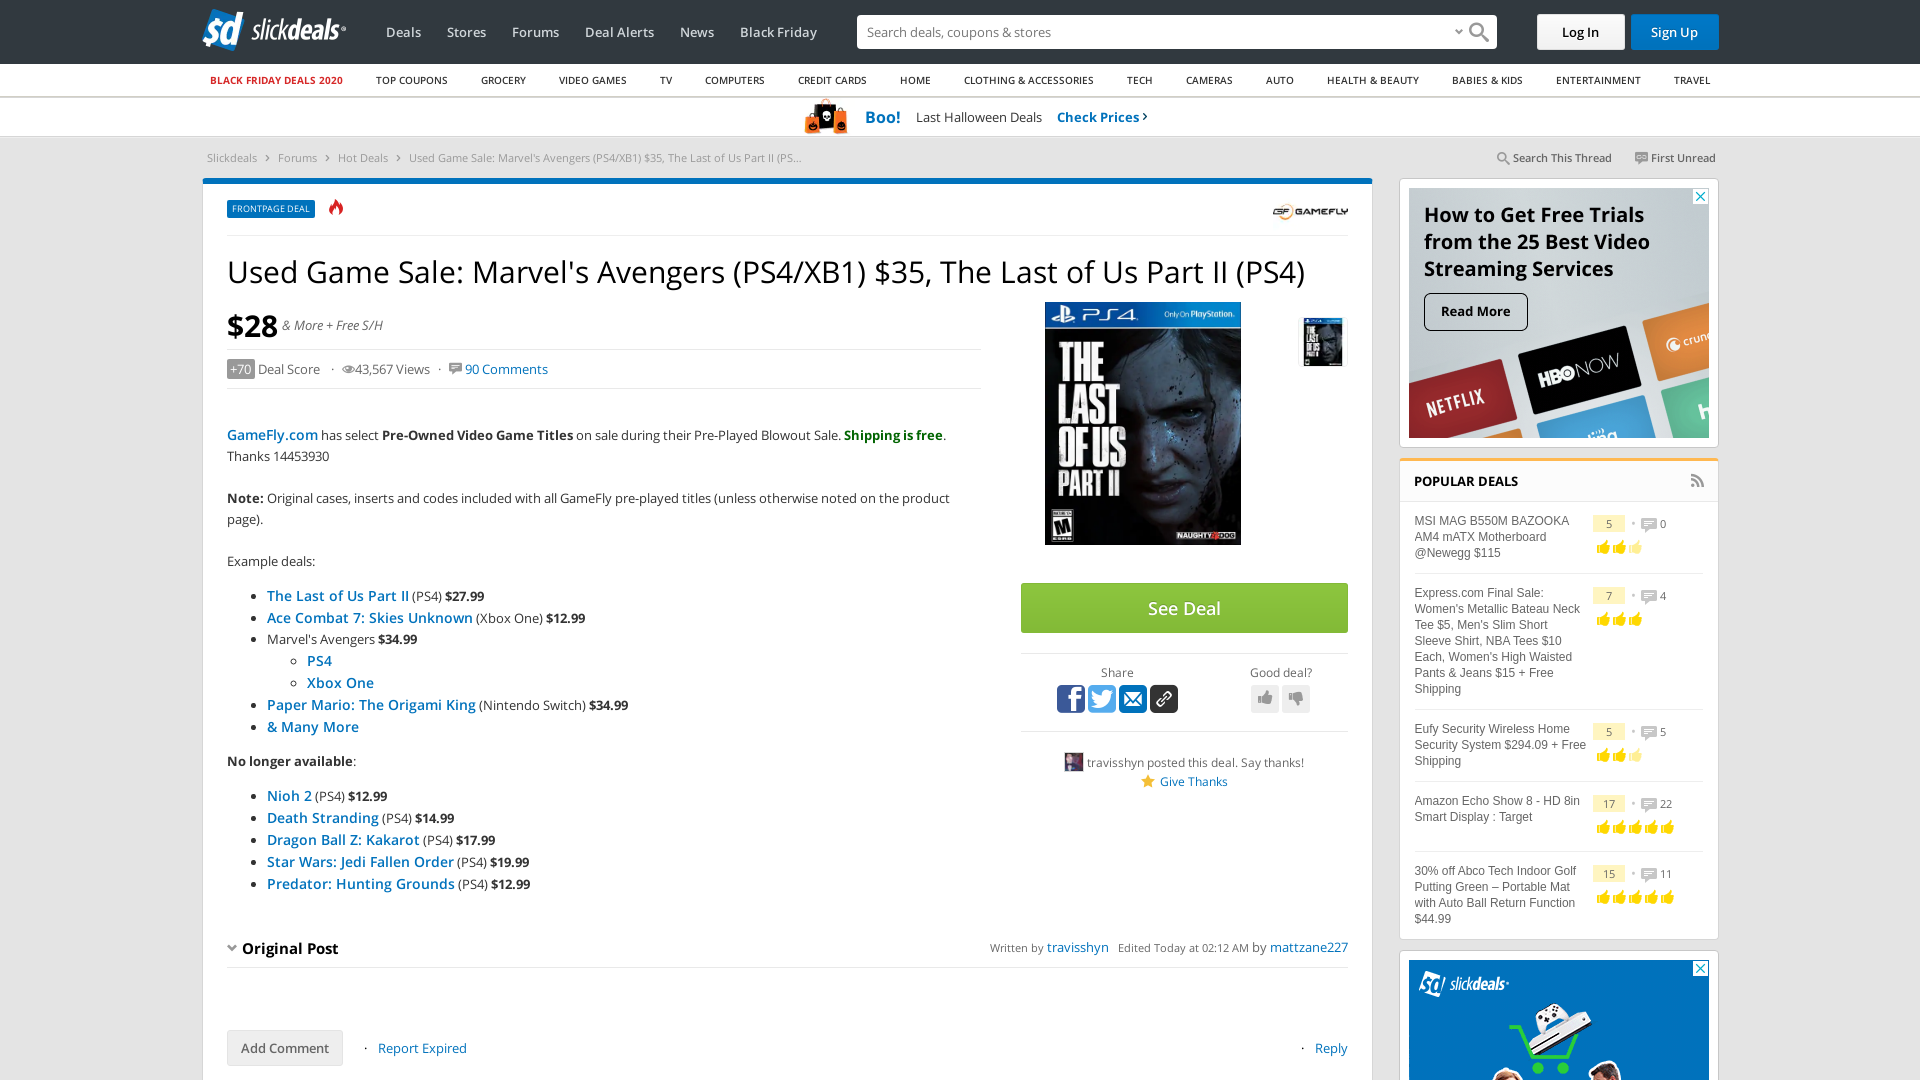 slickdeals
Deals
Stores
Forums
Deal Alerts
News
Black Friday
Search deals, coupons & stores
Log In
Sign Up
BLACK FRIDAY DEALS 2020
TOP COUPONS
GROCERY
VIDEO GAMES
TV
COMPUTERS
CREDIT CARDS
HOME
CLOTHING & ACCESSORIES
TECH
CAMERAS
AUTO
HEALTH & BEAUTY
BABIES & KIDS
ENTERTAINMENT
TRAVEL
Boo! Last Halloween Deals Check Prices
Slickdeals > Forums > Hot Deals > Used Game Sale: Marvel's Avengers (PS4/XB1) $35, The Last of Us Part II (PS...
Search This Thread
First Unread
FRONTPAGE DEAL
GF GAMEFLY
Used Game Sale: Marvel's Avengers (PS4/XB1) $35, The Last of Us Part II (PS4)
$28 & More + Free S/H
+70 Deal Score · 43,567 Views · 90 Comments
GameFly.com has select Pre-Owned Video Game Titles on sale during their Pre-Played Blowout Sale. Shipping is free.
Thanks 14453930
Note: Original cases, inserts and codes included with all GameFly pre-played titles (unless otherwise noted on the product
page).
Example deals:
The Last of Us Part II (PS4) $27.99
Ace Combat 7: Skies Unknown (Xbox One) $12.99
Marvel's Avengers $34.99
PS4
Xbox One
Paper Mario: The Origami King (Nintendo Switch) $34.99
& Many More
No longer available:
Nioh 2 (PS4) $12.99
Death Stranding (PS4) $14.99
Dragon Ball Z: Kakarot (PS4) $17.99
Star Wars: Jedi Fallen Order (PS4) $19.99
Predator: Hunting Grounds (PS4) $12.99
PS4 Only On PlayStation.
THE
LAST
OF US
PART II
M
NAUGHTY DOG
See Deal
Share
Good deal?
travisshyn posted this deal. Say thanks!
Give Thanks
Original Post
Written by travisshyn Edited Today at 02:12 AM by mattzane227
Add Comment
· Report Expired
· Reply
How to Get Free Trials
from the 25 Best Video
Streaming Services
Read More
NETFLIX
HBO NOW
crun
POPULAR DEALS
MSI MAG B550M BAZOOKA
AM4 mATX Motherboard
@Newegg $115
5 • 0
Express.com Final Sale:
Women's Metallic Bateau Neck
Tee $5, Men's Slim Short
Sleeve Shirt, NBA Tees $10
Each, Women's High Waisted
Pants & Jeans $15 + Free
Shipping
7 • 4
Eufy Security Wireless Home
Security System $294.09 + Free
Shipping
5 • 5
Amazon Echo Show 8 - HD 8in
Smart Display : Target
17 • 22
30% off Abco Tech Indoor Golf
Putting Green – Portable Mat
with Auto Ball Return Function
$44.99
15 • 11
slickdeals